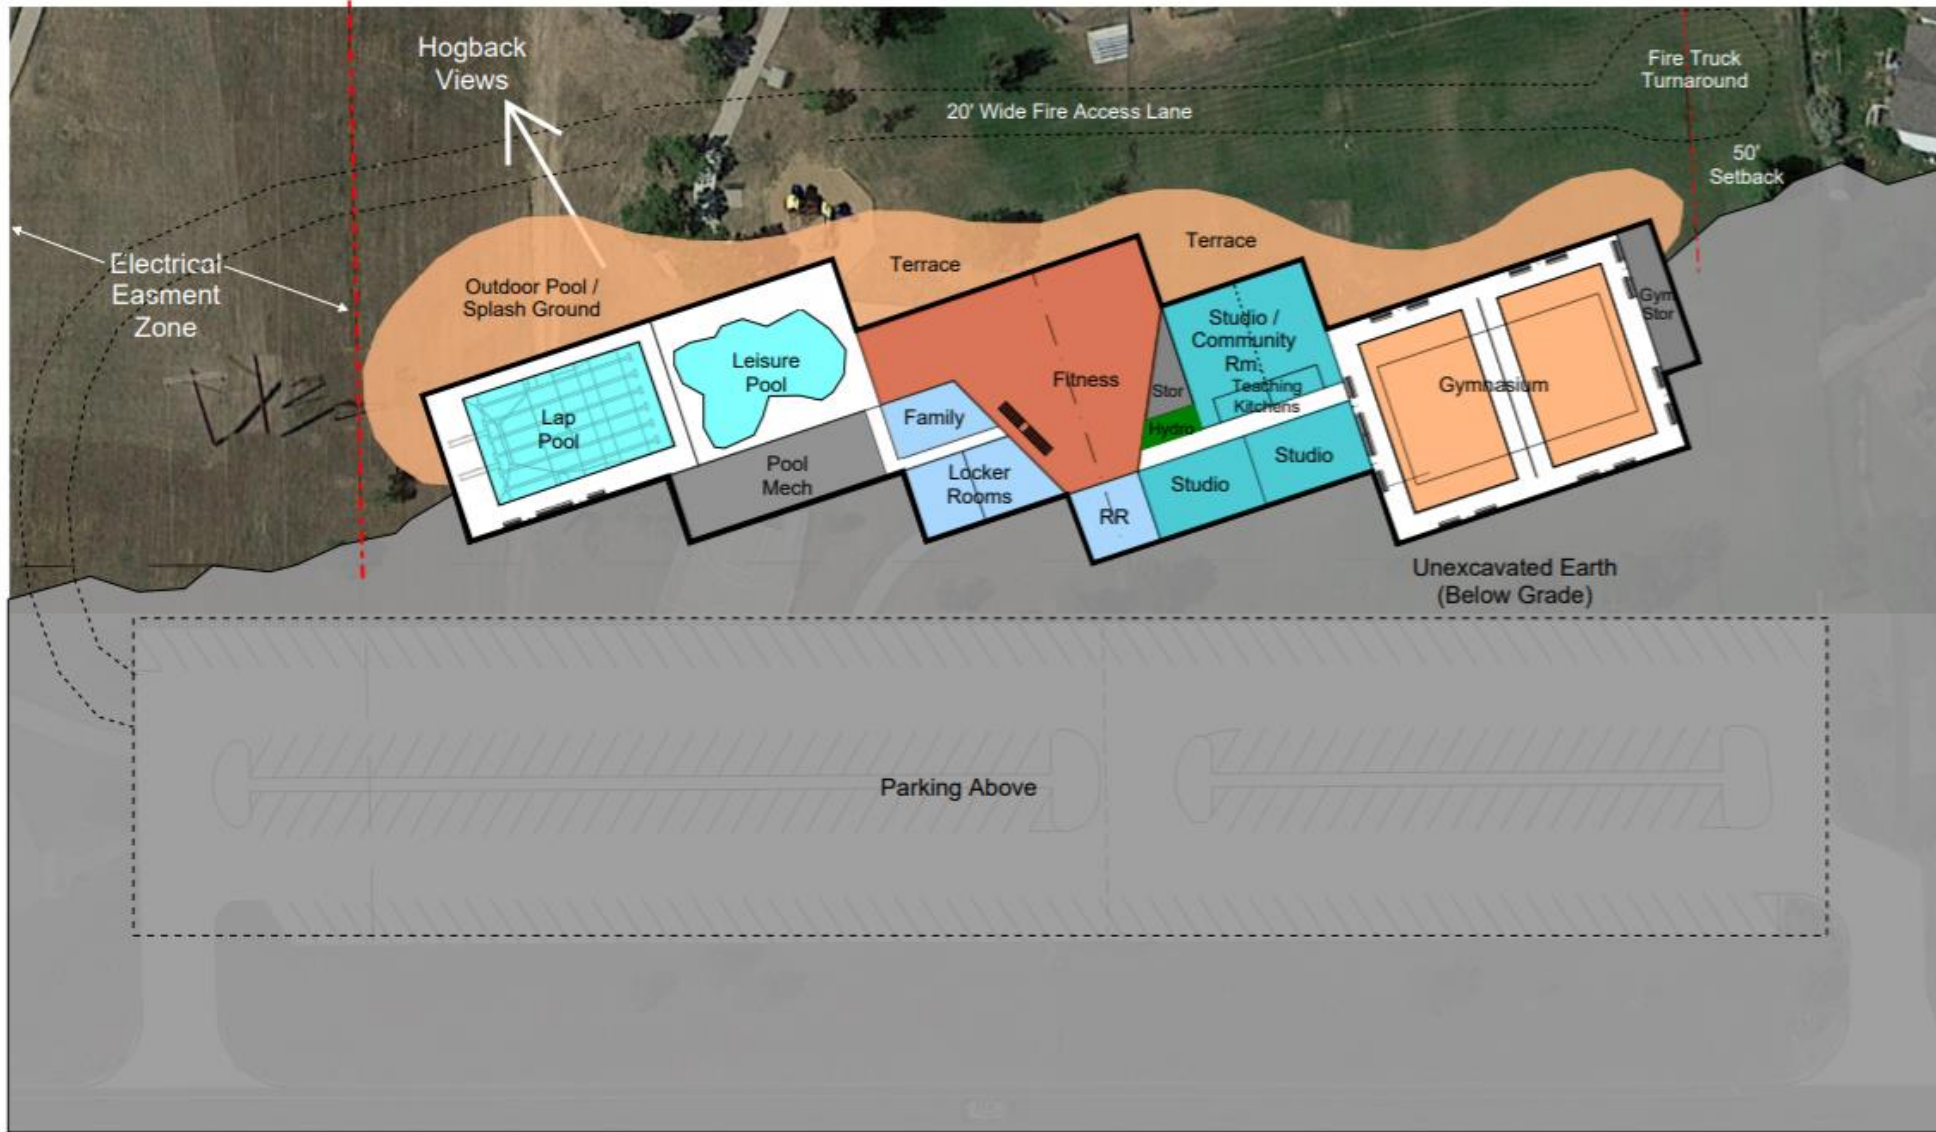 Hogback
Views
Fire Truck
Turnaround
20' Wide Fire Access Lane
50'
Setback
Electrical
Easment
Zone
Outdoor Pool /
Splash Ground
Terrace
Terrace
Gym
Stor
Studio /
Community
Rm
Teaching
Kitchens
Leisure
Pool
Fitness
Stor
Gymnasium
Lap
Pool
Family
Hydro
Pool
Mech
Locker
Rooms
Studio
Studio
RR
Unexcavated Earth
(Below Grade)
Parking Above